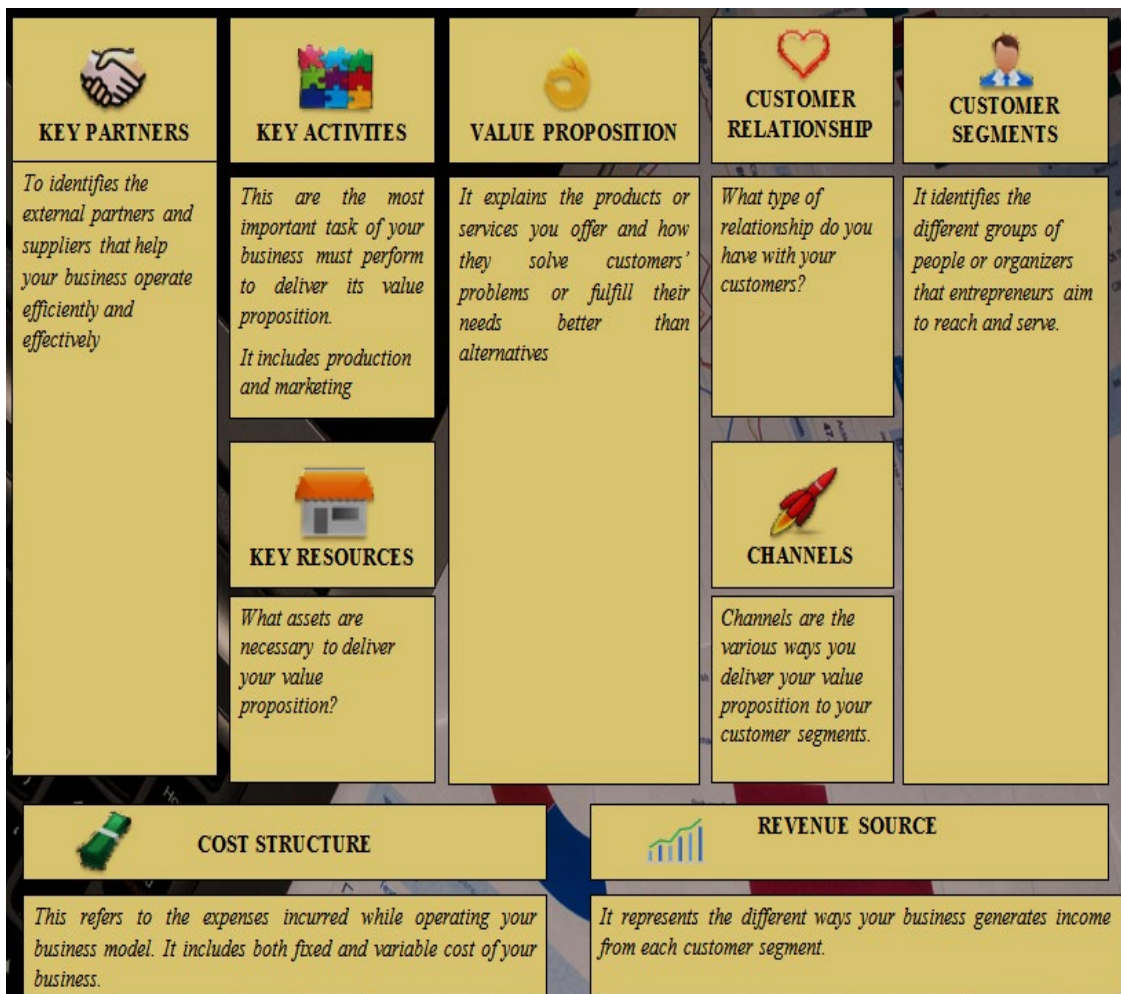 KEY PARTNERS
To identifies the
external partners and
suppliers that help
your business operate
efficiently and
effectively
KEY ACTIVITES
This are the most
important task of your
business must perform
to deliver its value
proposition.
It includes production
and marketing
KEY RESOURCES
What assets are
necessary to deliver
your value
proposition?
VALUE PROPOSITION
It explains the products or
services you offer and how
they solve customers’
problems or fulfill their
needs better than
alternatives
CUSTOMER
RELATIONSHIP
What type of
relationship do you
have with your
customers?
CHANNELS
Channels are the
various ways you
deliver your value
proposition to your
customer segments.
CUSTOMER
SEGMENTS
It identifies the
different groups of
people or organizers
that entrepreneurs aim
to reach and serve.
COST STRUCTURE
This refers to the expenses incurred while operating your
business model. It includes both fixed and variable cost of your
business.
REVENUE SOURCE
It represents the different ways your business generates income
from each customer segment.